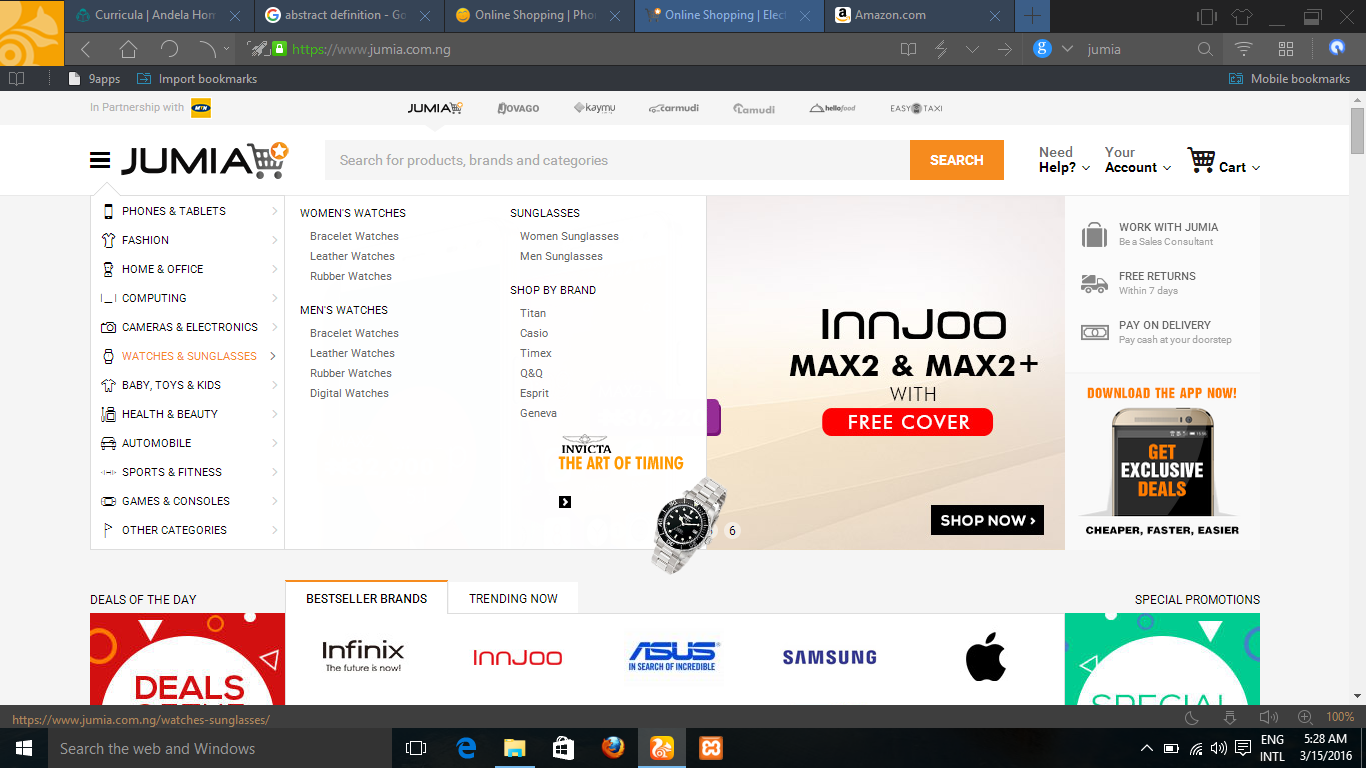 Curricula | Andela Hom
abstract definition - Go
Online Shopping | Phor
Online Shopping | Elect
Amazon.com
https://www.jumia.com.ng
g
jumia
9apps
Import bookmarks
Mobile bookmarks
In Partnership with MTN
JUMIA
JOVAGO
kaymu
carmudi
Lamudi
hellofood
EASY TAXI
JUMIA
Search for products, brands and categories
SEARCH
Need
Help?
Your
Account
Cart
PHONES & TABLETS
FASHION
HOME & OFFICE
COMPUTING
CAMERAS & ELECTRONICS
WATCHES & SUNGLASSES
BABY, TOYS & KIDS
HEALTH & BEAUTY
AUTOMOBILE
SPORTS & FITNESS
GAMES & CONSOLES
OTHER CATEGORIES
WOMEN'S WATCHES
Bracelet Watches
Leather Watches
Rubber Watches
MEN'S WATCHES
Bracelet Watches
Leather Watches
Rubber Watches
Digital Watches
SUNGLASSES
Women Sunglasses
Men Sunglasses
SHOP BY BRAND
Titan
Casio
Timex
Q&Q
Esprit
Geneva
INVICTA
THE ART OF TIMING
6
InnJoo
MAX2 & MAX2+
WITH
FREE COVER
SHOP NOW ›
WORK WITH JUMIA
Be a Sales Consultant
FREE RETURNS
Within 7 days
PAY ON DELIVERY
Pay cash at your doorstep
DOWNLOAD THE APP NOW!
GET
EXCLUSIVE
DEALS
CHEAPER, FASTER, EASIER
DEALS OF THE DAY
BESTSELLER BRANDS
TRENDING NOW
SPECIAL PROMOTIONS
DEALS
OF THE
Infinix
The future is now!
InnJoo
ASUS
IN SEARCH OF INCREDIBLE
SAMSUNG
SPECIAL
https://www.jumia.com.ng/watches-sunglasses/
100%
Search the web and Windows
ENG
INTL
5:28 AM
3/15/2016